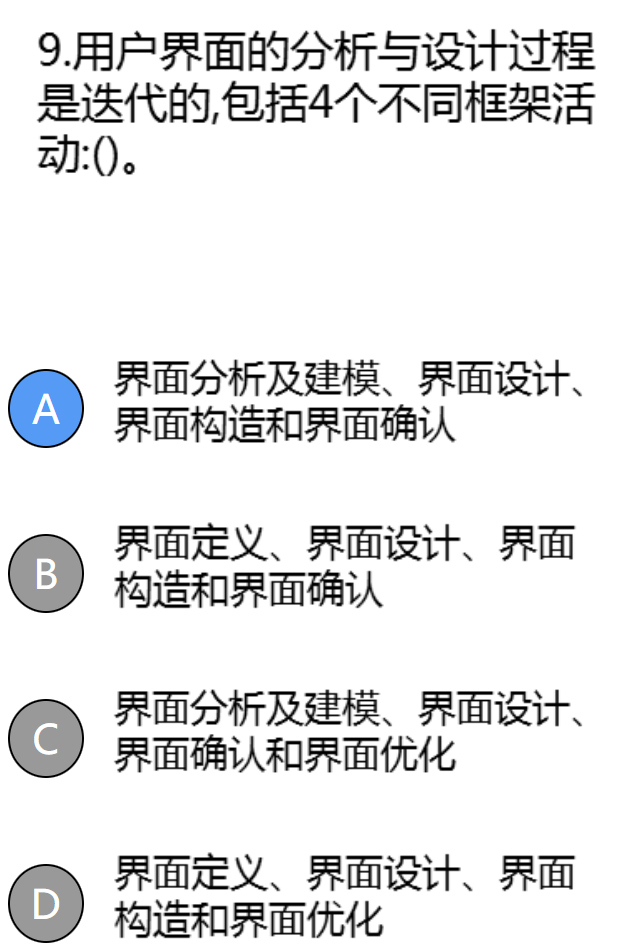 9.用户界面的分析与设计过程
是迭代的,包括4个不同框架活
动:()。
A
界面分析及建模、界面设计、
界面构造和界面确认
B
界面定义、界面设计、界面
构造和界面确认
C
界面分析及建模、界面设计、
界面确认和界面优化
D
界面定义、界面设计、界面
构造和界面优化